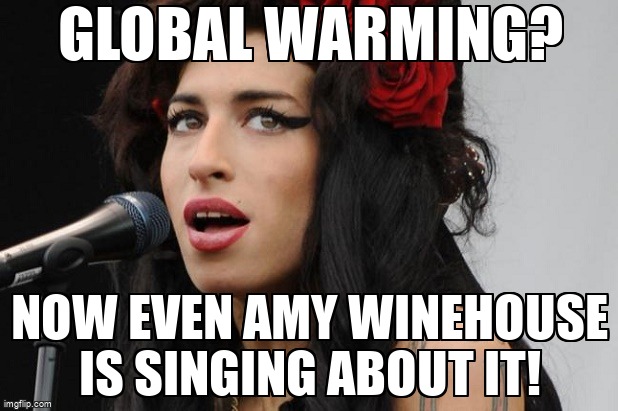 GLOBAL WARMING?
NOW EVEN AMY WINEHOUSE
IS SINGING ABOUT IT!
imgflip.com